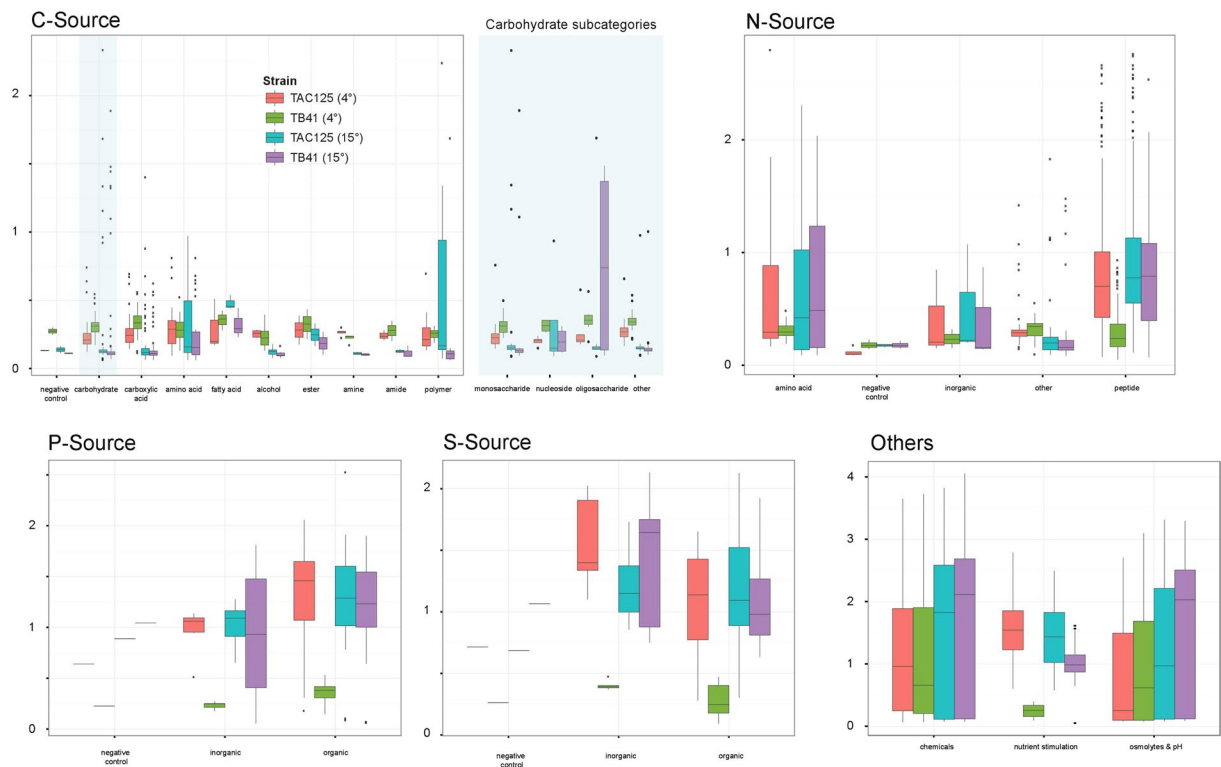 C-Source
Carbohydrate subcategories
N-Source
2
1
0
Strain
TAC125 (4°)
TB41 (4°)
TAC125 (15°)
TB41 (15°)
negative
control
carbohydrate
carboxylic
acid
amino acid
fatty acid
alcohol
ester
amine
amide
polymer
monosaccharide
nucleoside
oligosaccharide
other
2
1
0
amino acid
negative
control
inorganic
other
peptide
P-Source
S-Source
Others
2
1
0
negative
control
inorganic
organic
2
1
0
negative
control
inorganic
organic
4
3
2
1
0
chemicals
nutrient stimulation
osmolytes & pH